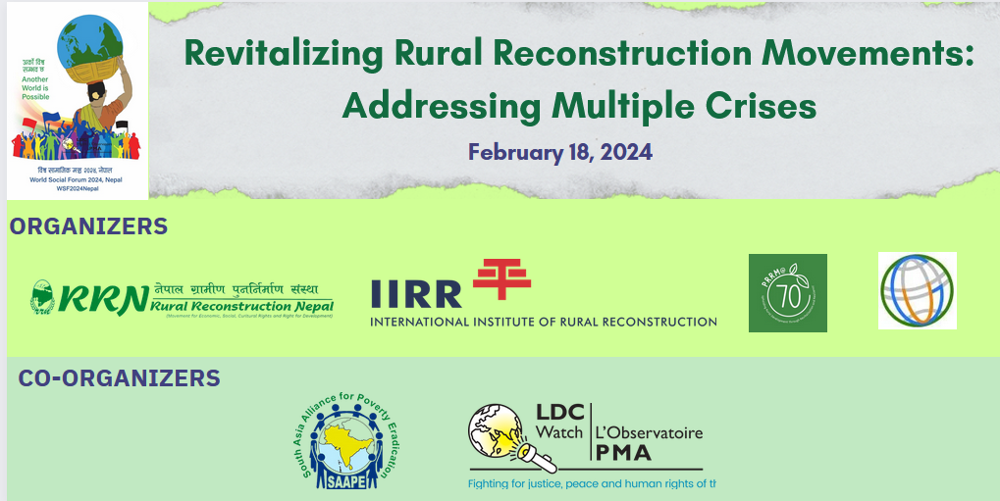 Revitalizing Rural Reconstruction Movements:
Addressing Multiple Crises
February 18, 2024
अर्को विश्व
सम्भव छ
Another
World is
Possible
विश्व सामाजिक मञ्च २०२४, नेपाल
World Social Forum 2024, Nepal
WSF2024Nepal
ORGANIZERS
RRN
नेपाल ग्रामीण पुनर्निर्माण संस्था
Rural Reconstruction Nepal
(Movement for Economic, Social, Cultural Rights and Right for Development)
IIRR
INTERNATIONAL INSTITUTE OF RURAL RECONSTRUCTION
PRRM@
70
CO-ORGANIZERS
South Asia Alliance for Poverty Eradication
SAAPE
LDC
Watch
L'Observatoire
PMA
Fighting for justice, peace and human rights of th